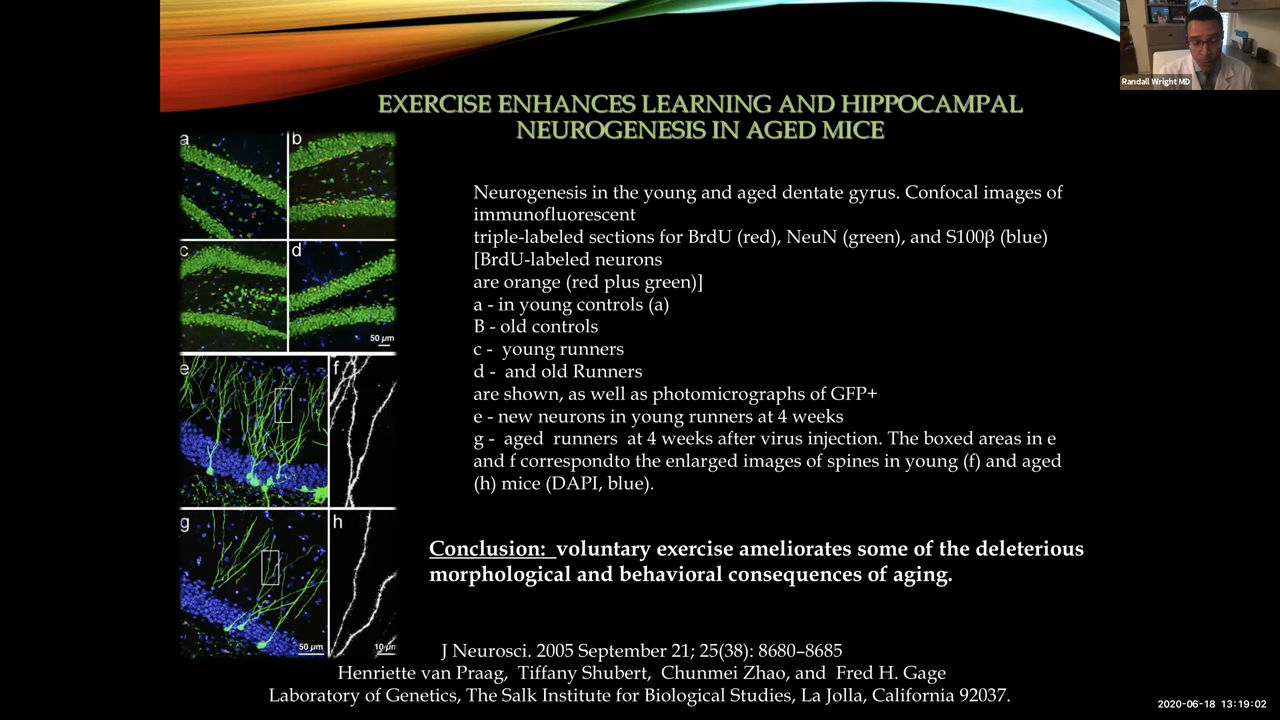 Randall Wright MD
EXERCISE ENHANCES LEARNING AND HIPPOCAMPAL
NEUROGENESIS IN AGED MICE
a
b
c
d
50 µm
e
f
g
h
50 µm
10 µm
Neurogenesis in the young and aged dentate gyrus. Confocal images of
immunofluorescent
triple-labeled sections for BrdU (red), NeuN (green), and S100β (blue)
[BrdU-labeled neurons
are orange (red plus green)]
a - in young controls (a)
B - old controls
c - young runners
d - and old Runners
are shown, as well as photomicrographs of GFP+
e - new neurons in young runners at 4 weeks
g - aged runners at 4 weeks after virus injection. The boxed areas in e
and f correspondto the enlarged images of spines in young (f) and aged
(h) mice (DAPI, blue).
Conclusion: voluntary exercise ameliorates some of the deleterious
morphological and behavioral consequences of aging.
J Neurosci. 2005 September 21; 25(38): 8680–8685
Henriette van Praag, Tiffany Shubert, Chunmei Zhao, and Fred H. Gage
Laboratory of Genetics, The Salk Institute for Biological Studies, La Jolla, California 92037.
2020-06-18 13:19:02